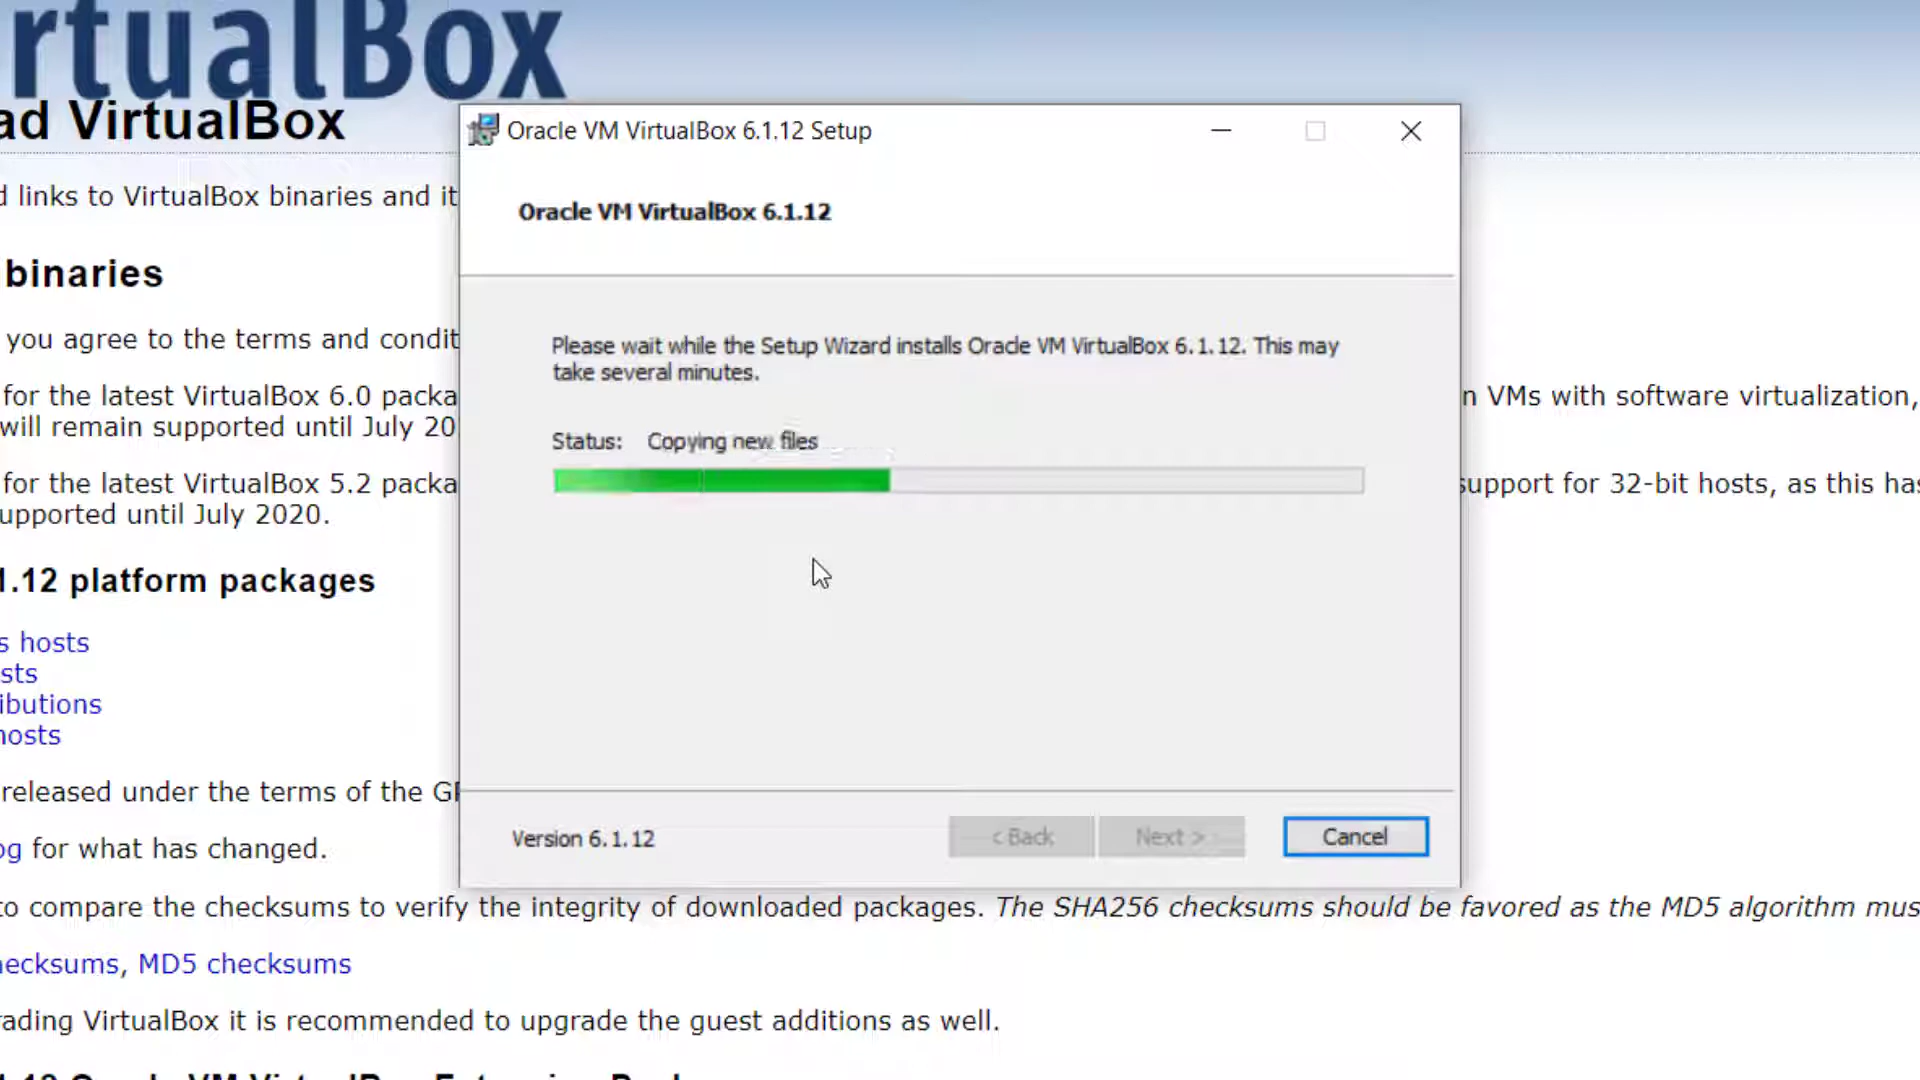 rtualBox
ad VirtualBox
Oracle VM VirtualBox 6.1.12 Setup
d links to VirtualBox binaries and it
Oracle VM VirtualBox 6.1.12
binaries
you agree to the terms and condit
Please wait while the Setup Wizard installs Oracle VM VirtualBox 6.1.12. This may
take several minutes.
for the latest VirtualBox 6.0 packa
n VMs with software virtualization,
will remain supported until July 20
Status: Copying new files
for the latest VirtualBox 5.2 packa
support for 32-bit hosts, as this has
upported until July 2020.
1.12 platform packages
s hosts
sts
ibutions
hosts
released under the terms of the GP
Version 6.1.12
< Back
Next >
Cancel
og for what has changed.
to compare the checksums to verify the integrity of downloaded packages. The SHA256 checksums should be favored as the MD5 algorithm mus
hecksums, MD5 checksums
rading VirtualBox it is recommended to upgrade the guest additions as well.